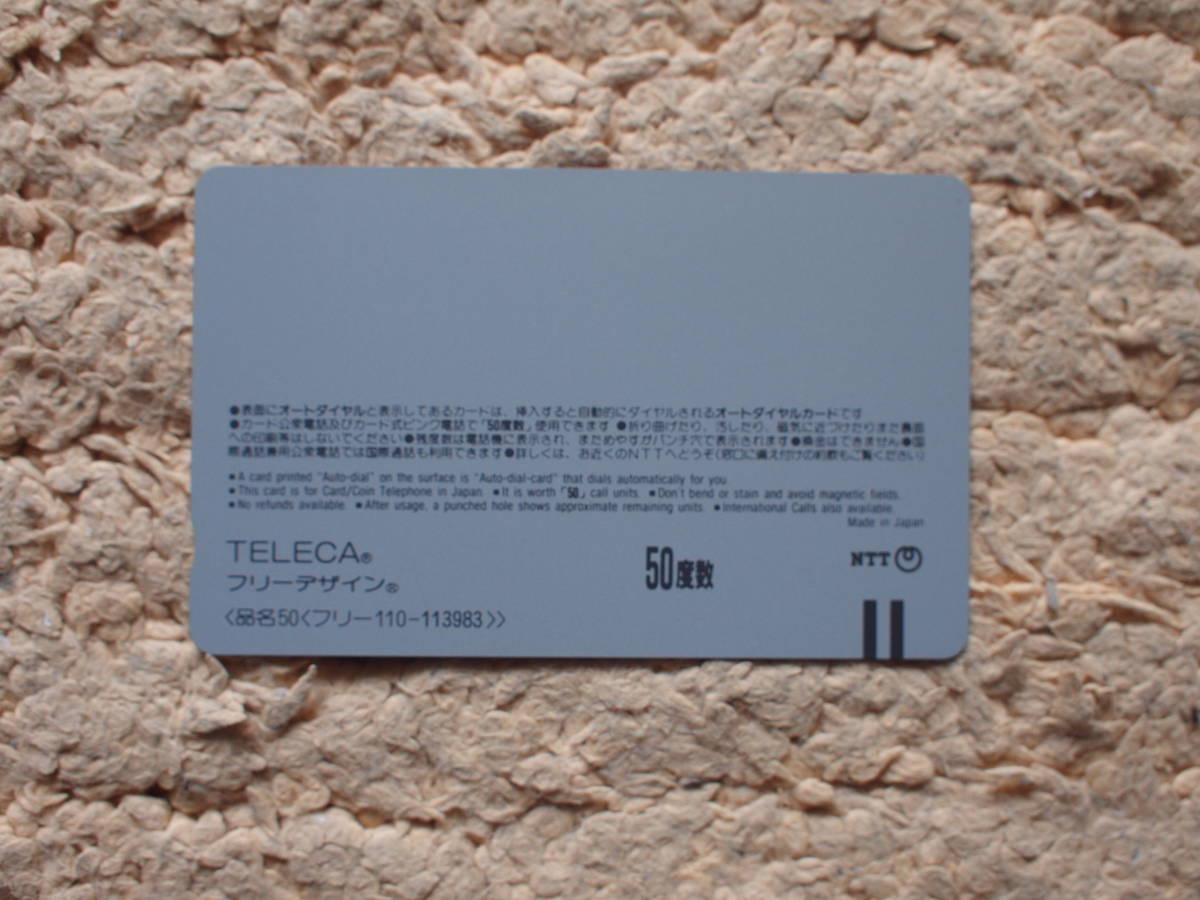 ●表面にオートダイヤルと表示してあるカードは、挿入すると自動的にダイヤルされるオートダイヤルカードです
●カード公衆電話及びカード式ピンク電話で「50度数」使用できます ●折り曲げたり、汚したり、磁気に近づけたりまた裏面
への印刷等はしないでください●残度数は電話機に表示され、まためやすがパンチ穴で表示されます●換金はできません●国
際通話兼用公衆電話では国際通話も利用できます●詳しくは、お近くのNTTへどうぞ(窓口に備え付けの約款もご覧ください)
●A card printed "Auto-dial" on the surface is "Auto-dial-card" that dials automatically for you.
●This card is for Card/Coin Telephone in Japan. ●It is worth「50」call units. ●Don't bend or stain and avoid magnetic fields.
●No refunds available. ●After usage, a punched hole shows approximate remaining units. ●International Calls also available.
Made in Japan
TELECA®
フリーデザイン®
50度数
NTT
〈品名50〈フリー110-113983〉〉